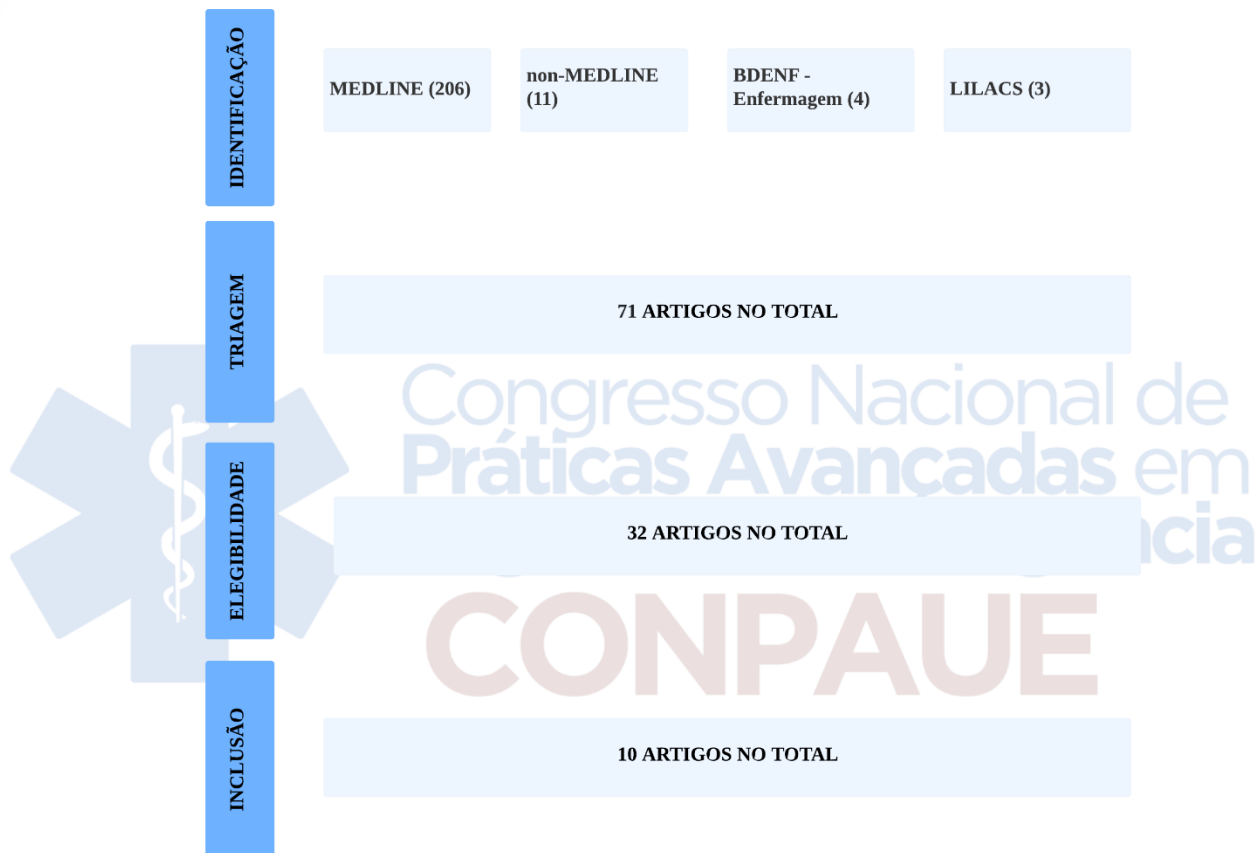 IDENTIFICAÇÃO
MEDLINE (206)
non-MEDLINE
(11)
BDENF -
Enfermagem (4)
LILACS (3)
TRIAGEM
71 ARTIGOS NO TOTAL
Congresso Nacional de
Práticas Avançadas em
ELEGIBILIDADE
32 ARTIGOS NO TOTAL
CONPAUE
INCLUSÃO
10 ARTIGOS NO TOTAL